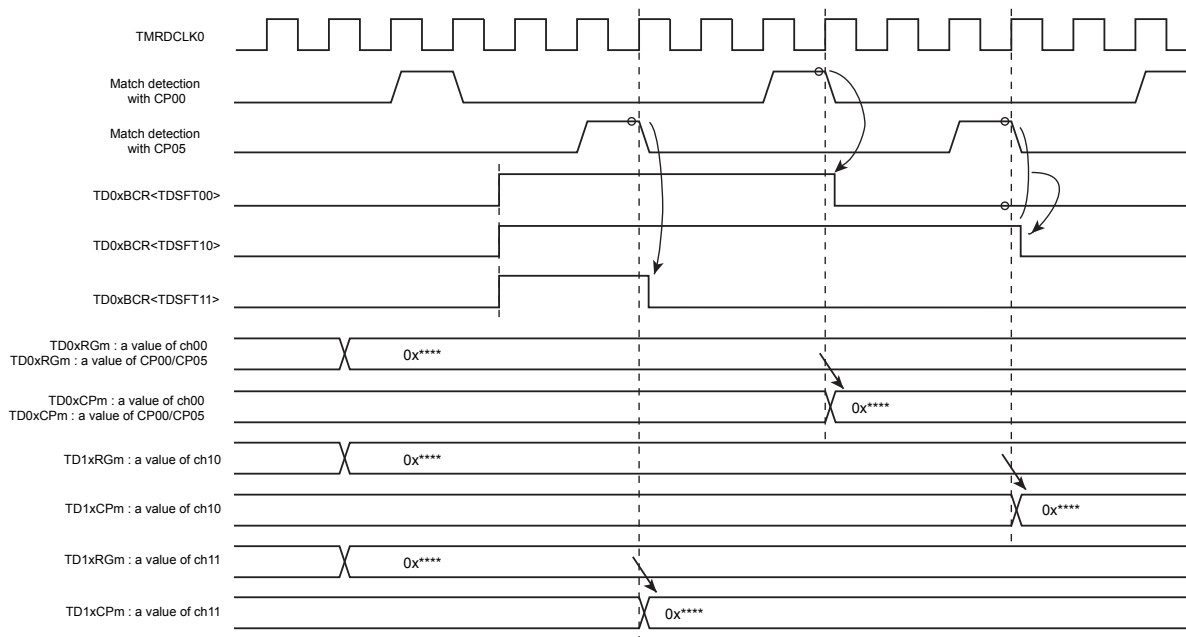 TMRDCLK0
Match detection
with CP00
Match detection
with CP05
TD0xBCR<TDSFT00>
TD0xBCR<TDSFT10>
TD0xBCR<TDSFT11>
TD0xRGm : a value of ch00
TD0xRGm : a value of CP00/CP05
0x****
TD0xCPm : a value of ch00
TD0xCPm : a value of CP00/CP05
0x****
TD1xRGm : a value of ch10
0x****
TD1xCPm : a value of ch10
0x****
TD1xRGm : a value of ch11
0x****
TD1xCPm : a value of ch11
0x****